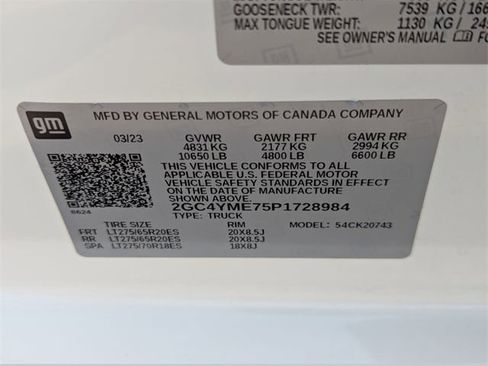 GOOSENECK TWR: 7539 KG/166
MAX TONGUE WEIGHT: 1130 KG/ 249
SEE OWNER'S MANUAL FO
gm
MFD BY GENERAL MOTORS OF CANADA COMPANY
03/23 GVWR GAWR FRT GAWR RR
4831 KG 2177 KG 2994 KG
10650 LB 4800 LB 6600 LB
THIS VEHICLE CONFORMS TO ALL
APPLICABLE U.S. FEDERAL MOTOR
VEHICLE SAFETY STANDARDS IN
EFFECT ON THE DATE OF MANUFACTURE
SHOWN ABOVE.
2GC4YME75P1728984
TYPE: TRUCK
6624
TIRE SIZE RIM 54CK20743
FRT LT275/65R20ES 20X8.5J
RR LT275/65R20ES 20X8.5J
SPA LT275/70R18ES 18X8J